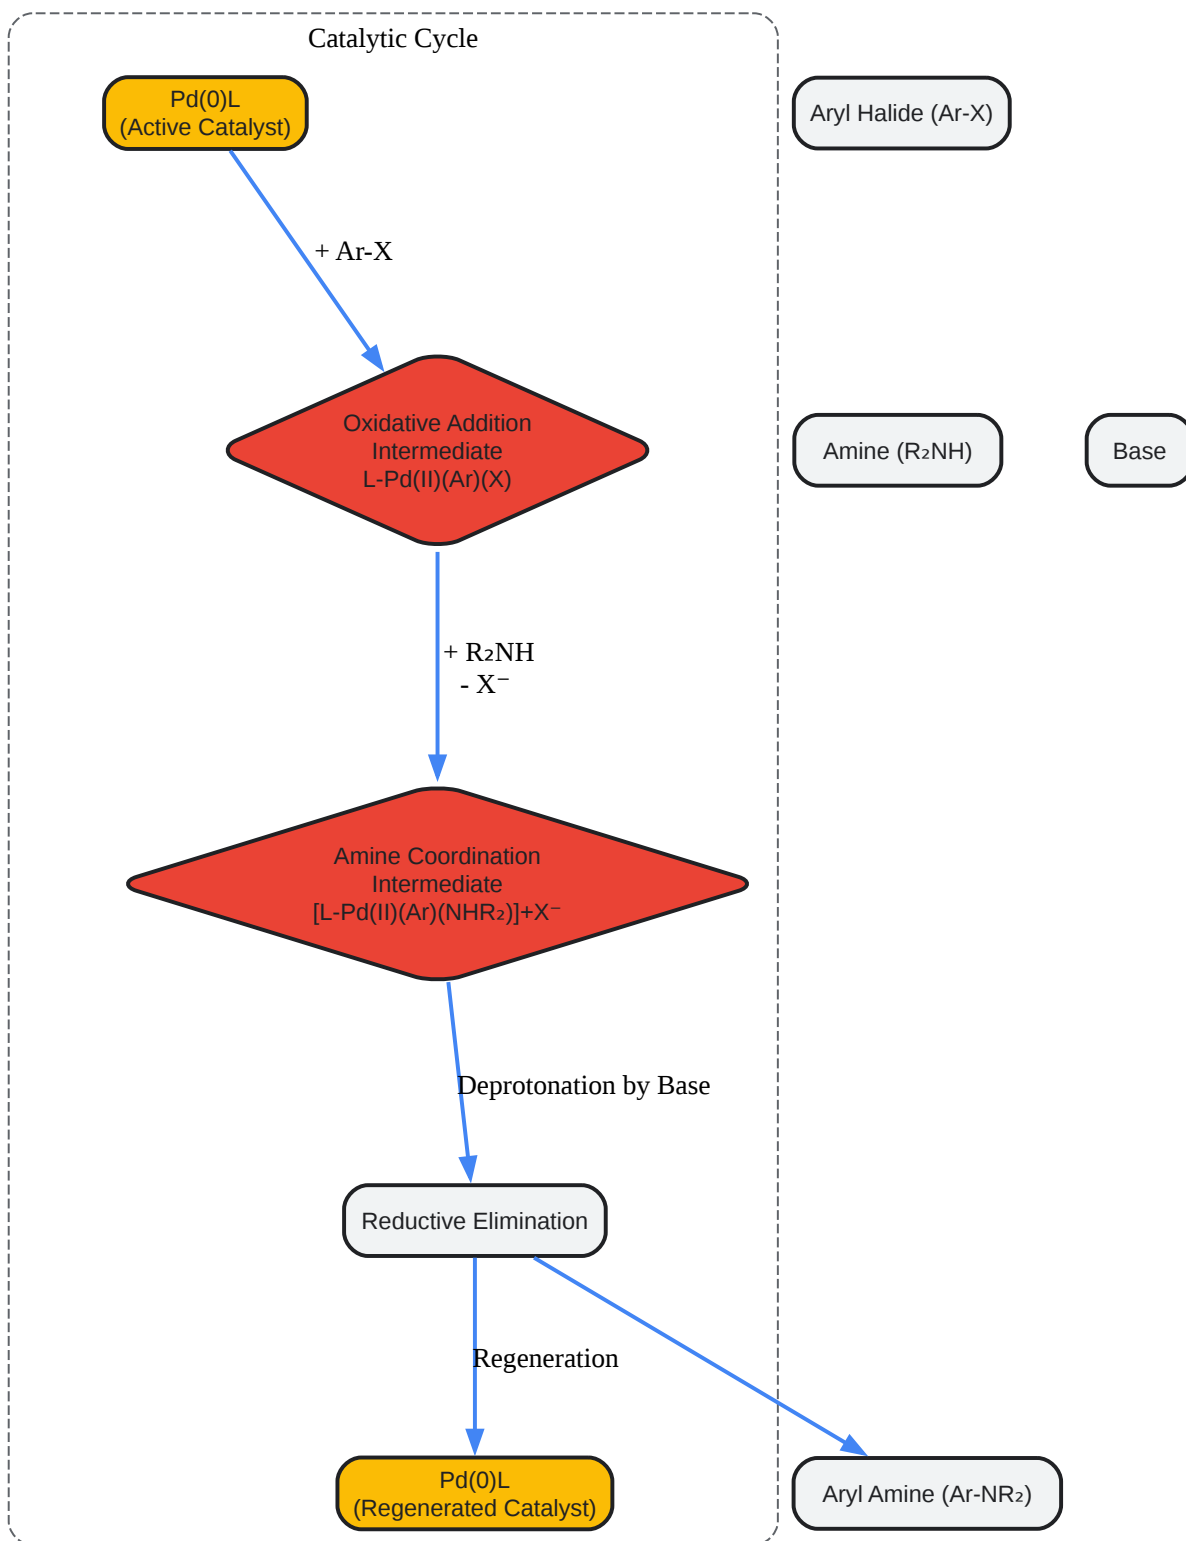 Catalytic Cycle
Pd(0)L
(Active Catalyst)
Aryl Halide (Ar-X)
+ Ar-X
Oxidative Addition
Intermediate
L-Pd(II)(Ar)(X)
Amine (R₂NH)
Base
+ R₂NH
- X⁻
Amine Coordination
Intermediate
[L-Pd(II)(Ar)(NHR₂)]+X⁻
Deprotonation by Base
Reductive Elimination
Regeneration
Pd(0)L
(Regenerated Catalyst)
Aryl Amine (Ar-NR₂)